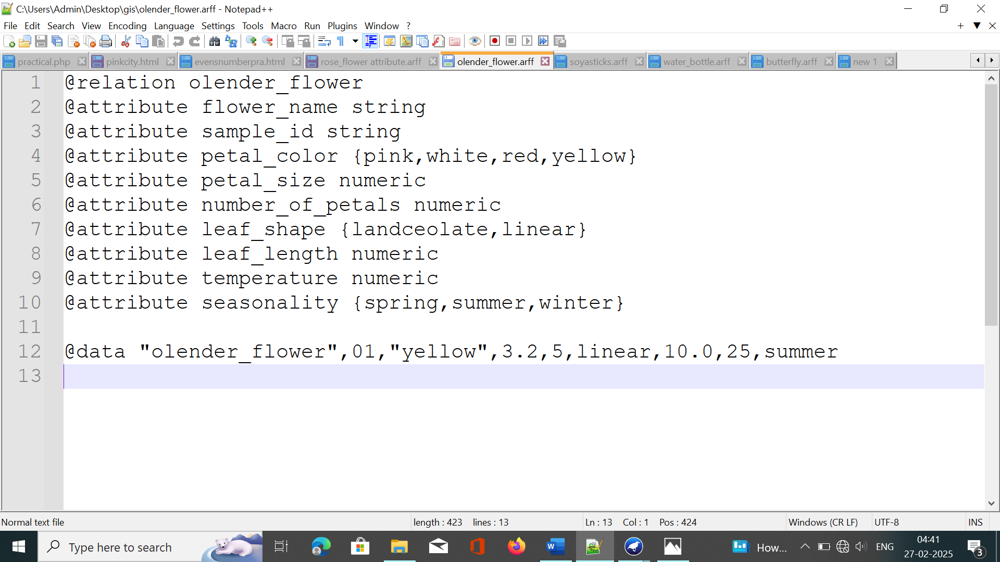 C:\Users\Admin\Desktop\gis\olender_flower.arff - Notepad++
File Edit Search View Encoding Language Settings Tools Macro Run Plugins Window ?
practical.php pinkcity.html evensnumberpra.html rose_flower attribute.arff olender_flower.arff soyasticks.arff water_bottle.arff butterfly.arff new 1
1 @relation olender_flower
2 @attribute flower_name string
3 @attribute sample_id string
4 @attribute petal_color {pink,white,red,yellow}
5 @attribute petal_size numeric
6 @attribute number_of_petals numeric
7 @attribute leaf_shape {landceolate,linear}
8 @attribute leaf_length numeric
9 @attribute temperature numeric
10 @attribute seasonality {spring,summer,winter}
11
12 @data "olender_flower",01,"yellow",3.2,5,linear,10.0,25,summer
13
Normal text file length : 423 lines : 13 Ln : 13 Col : 1 Pos : 424 Windows (CR LF) UTF-8 INS
Type here to search How... ENG 04:41
27-02-2025 3